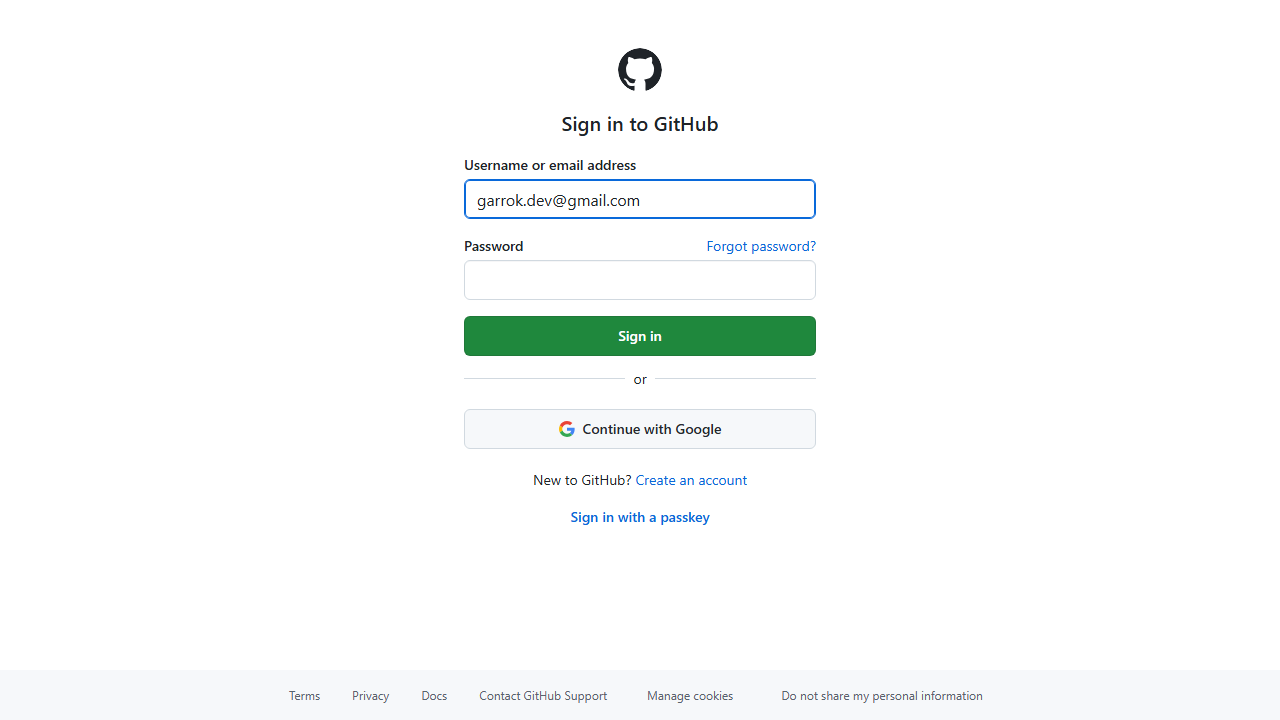 Sign in to GitHub
Username or email address
garrok.dev@gmail.com
Password Forgot password?
Sign in
or
Continue with Google
New to GitHub? Create an account
Sign in with a passkey
Terms Privacy Docs Contact GitHub Support Manage cookies Do not share my personal information